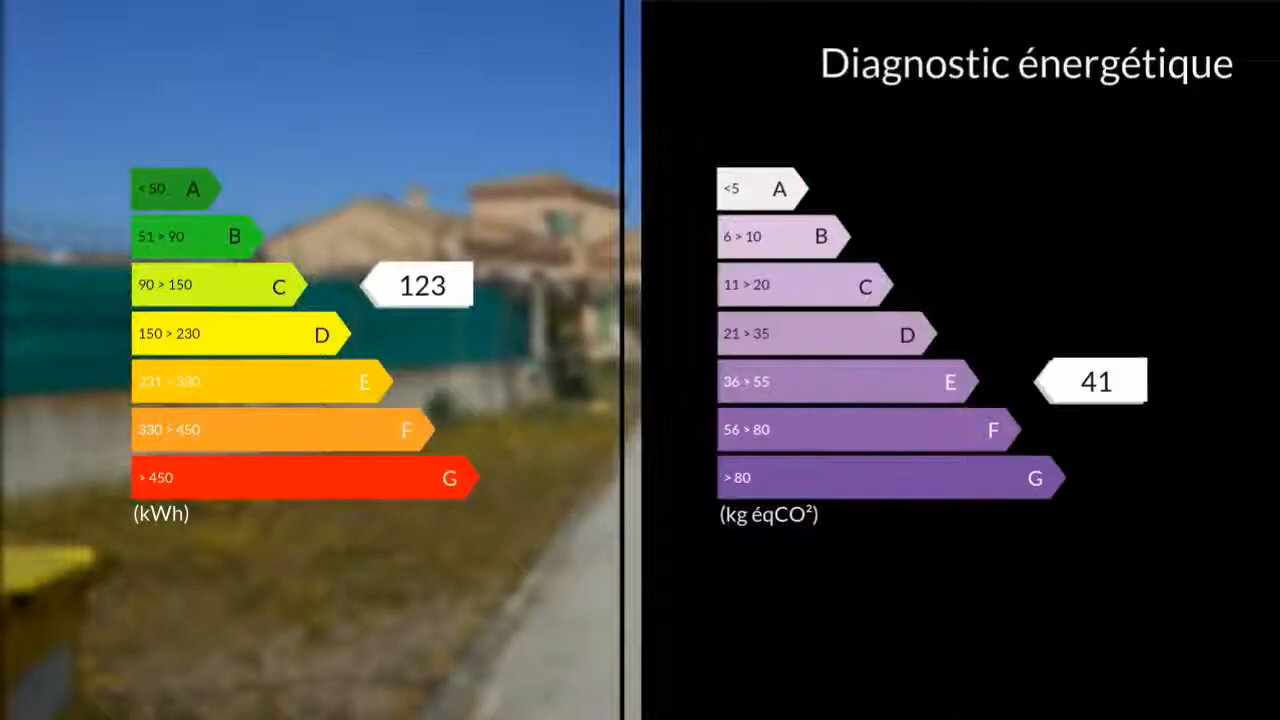 Diagnostic énergétique
< 50 A
51 > 90 B
90 > 150 C
123
150 > 230 D
231 > 330 E
330 > 450 F
> 450 G
(kWh)
<5 A
6 > 10 B
11 > 20 C
21 > 35 D
36 > 55 E
41
56 > 80 F
> 80 G
(kg éqCO²)